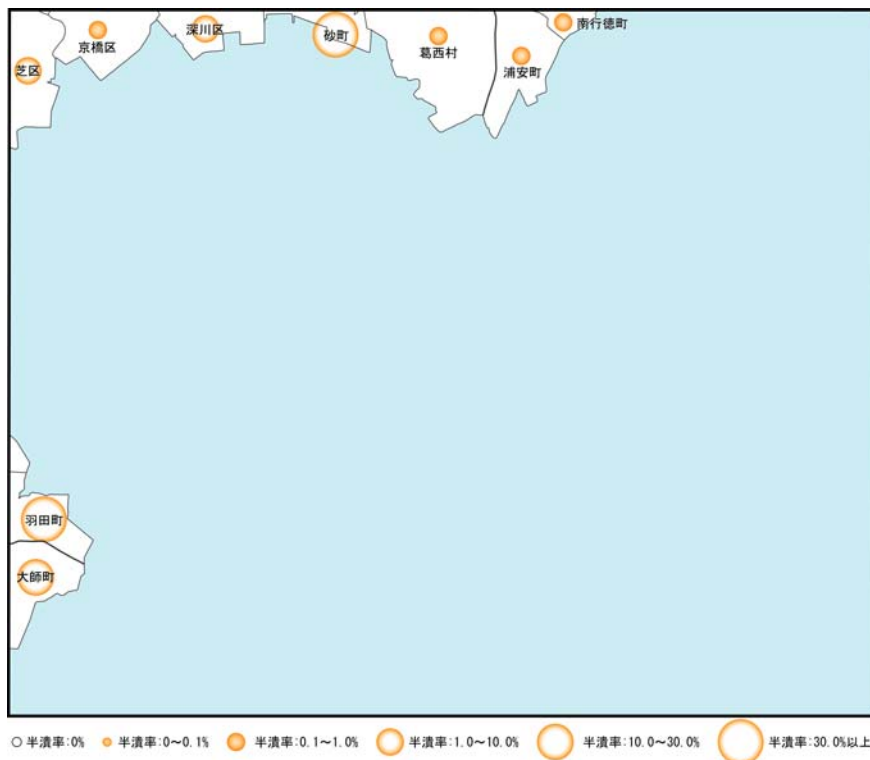 南行徳町
深川区
砂町
京橋区
葛西村
芝区
浦安町
羽田町
大師町
半潰率:0%
半潰率:0~0.1%
半潰率:0.1~1.0%
半潰率:1.0~10.0%
半潰率:10.0~30.0%
半潰率:30.0%以上